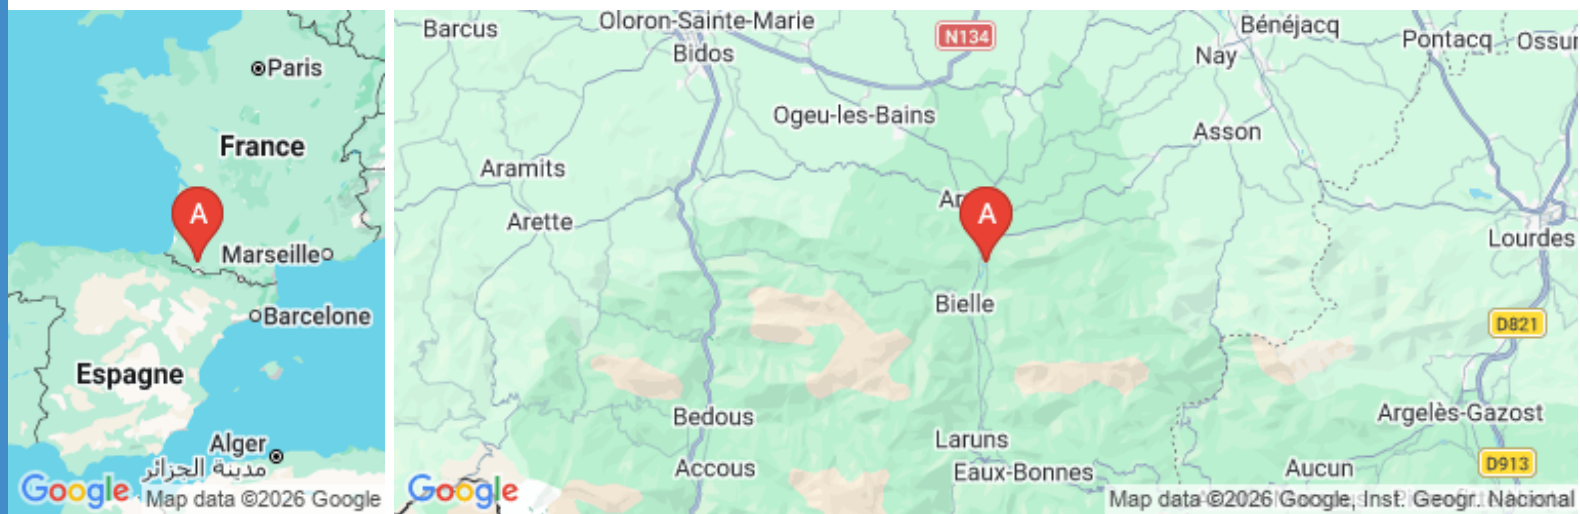 Paris
France
A
Marseille
Barcelone
Espagne
Alger
مدينة الجزائر
Google
Map data ©2026 Google
Barcus
Oloron-Sainte-Marie
Bidos
N134
Bénéjacq
Nay
Pontacq
Ogeu-les-Bains
Asson
Aramits
Arette
A
Lourdes
Bielle
D821
Bedous
Argelès-Gazost
Laruns
Accous
Eaux-Bonnes
Aucun
D913
Google
Map data ©2026 Google, Inst. Geogr. Nacional